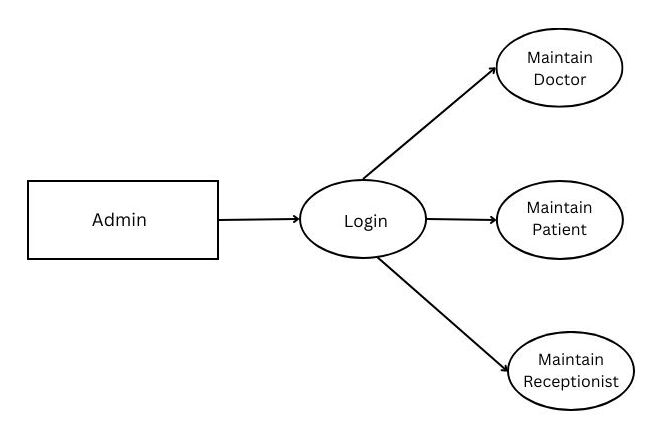 Admin
Login
Maintain
Doctor
Maintain
Patient
Maintain
Receptionist